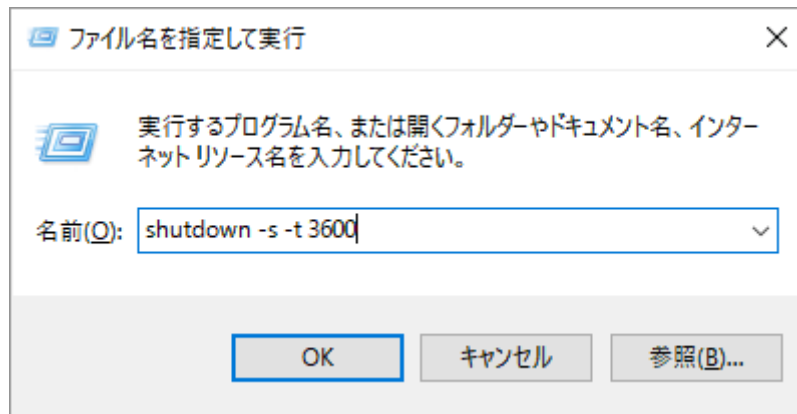 ファイル名を指定して実行
実行するプログラム名、または開くフォルダーやドキュメント名、インター
ネット リソース名を入力してください。
名前(O): shutdown -s -t 3600
OK キャンセル 参照(B)...